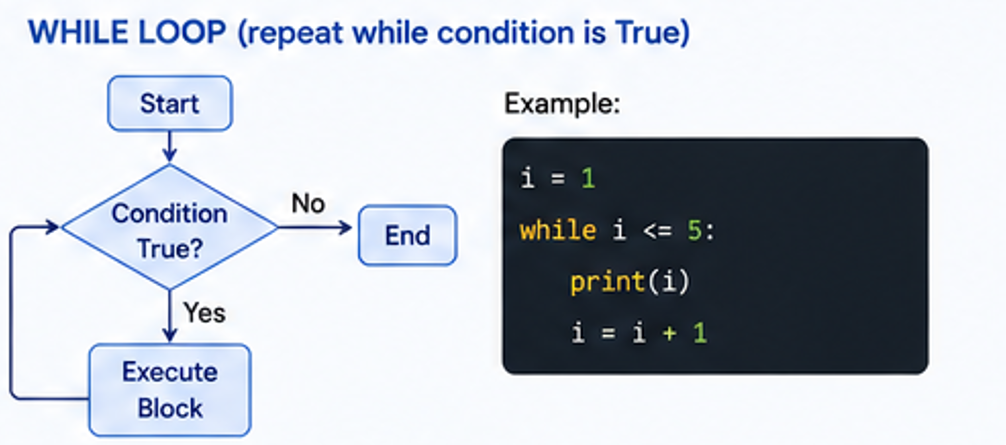 WHILE LOOP (repeat while condition is True)
Start
Condition
True?
No
End
Yes
Execute
Block
Example:
i = 1
while i <= 5:
    print(i)
    i = i + 1